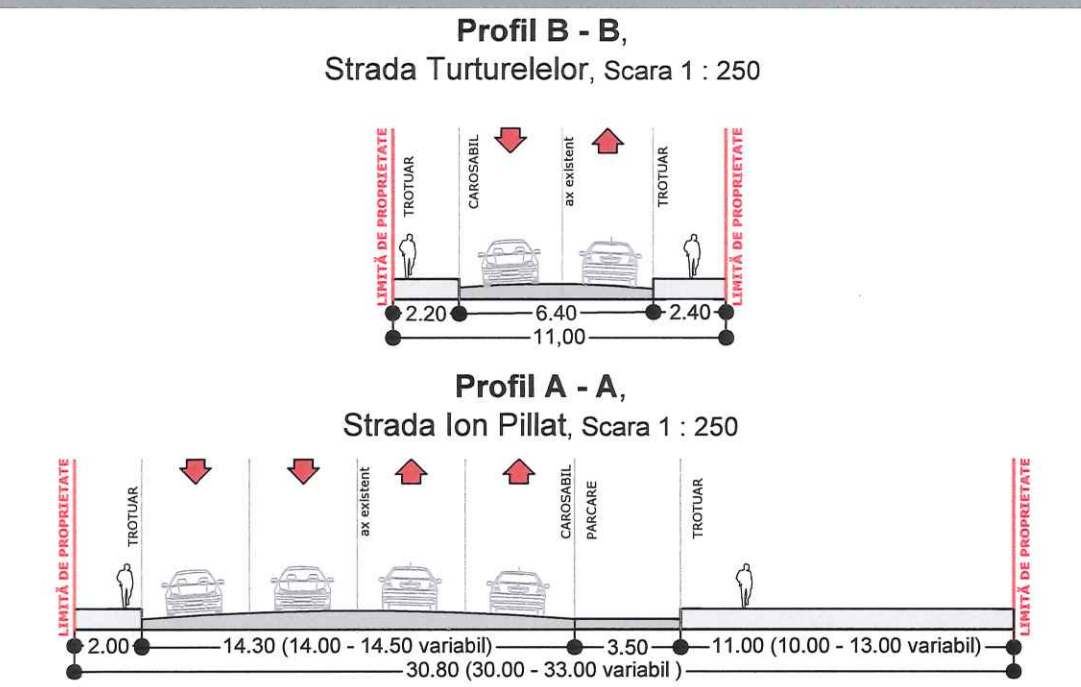 Profil B - B,
Strada Turturelelor, Scara 1 : 250
LIMITĂ DE PROPRIETATE
TROTUAR
CAROSABIL
ax existent
TROTUAR
LIMITĂ DE PROPRIETATE
2.20
6.40
2.40
11,00
Profil A - A,
Strada Ion Pillat, Scara 1 : 250
LIMITĂ DE PROPRIETATE
TROTUAR
ax existent
CAROSABIL
PARCARE
TROTUAR
LIMITĂ DE PROPRIETATE
2.00
14.30 (14.00 - 14.50 variabil)
3.50
11.00 (10.00 - 13.00 variabil)
30.80 (30.00 - 33.00 variabil )